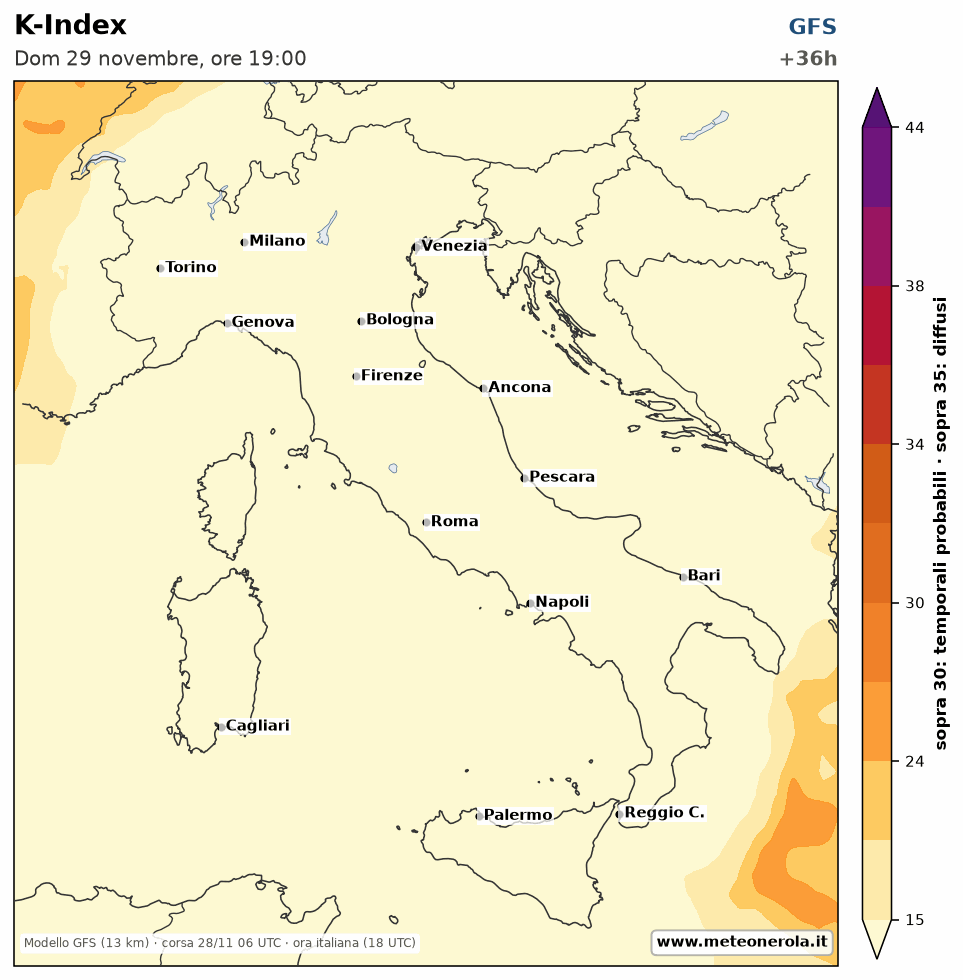 K-Index
GFS
Dom 29 novembre, ore 19:00
+36h
44
Milano
Venezia
Torino
38
Genova
Bologna
Firenze
Ancona
34
Pescara
Roma
Bari
Napoli
30
Cagliari
24
Palermo
Reggio C.
15
sopra 30: temporali probabili · sopra 35: diffusi
Modello GFS (13 km) · corsa 28/11 06 UTC · ora italiana (18 UTC)
www.meteonerola.it